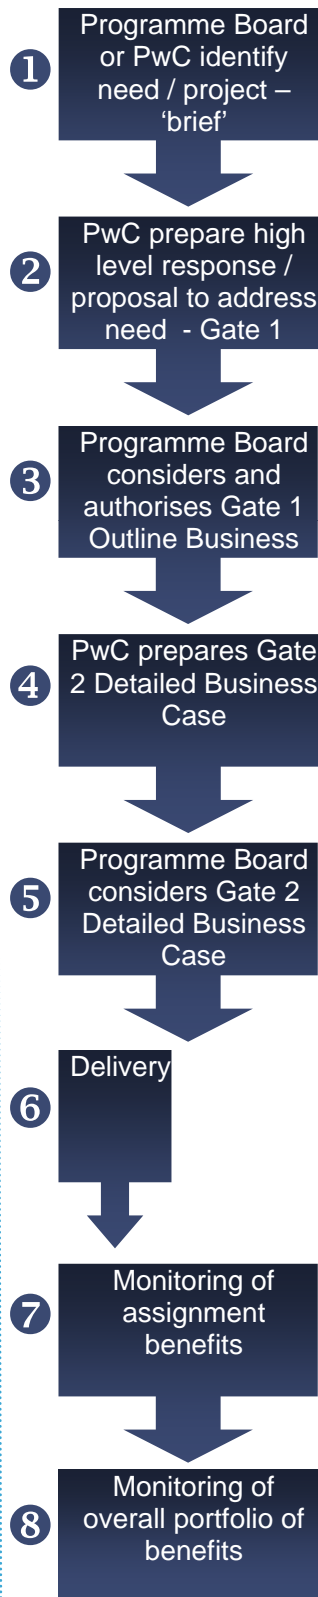 1
Programme Board
or PwC identify
need / project –
‘brief’
2
PwC prepare high
level response /
proposal to address
need - Gate 1
3
Programme Board
considers and
authorises Gate 1
Outline Business
4
PwC prepares Gate
2 Detailed Business
Case
5
Programme Board
considers Gate 2
Detailed Business
Case
6
Delivery
7
Monitoring of
assignment
benefits
8
Monitoring of
overall portfolio of
benefits